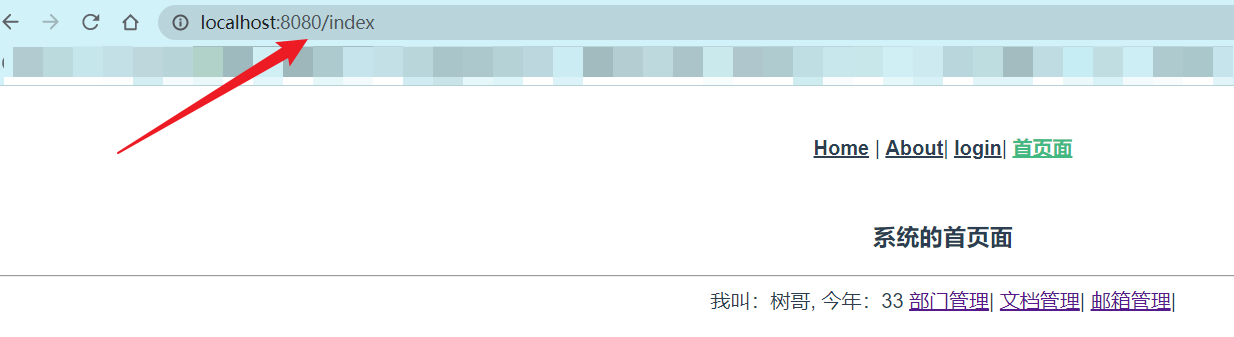 localhost:8080/index
Home | About| login| 首页面
系统的首页面
我叫：树哥, 今年：33 部门管理| 文档管理| 邮箱管理|